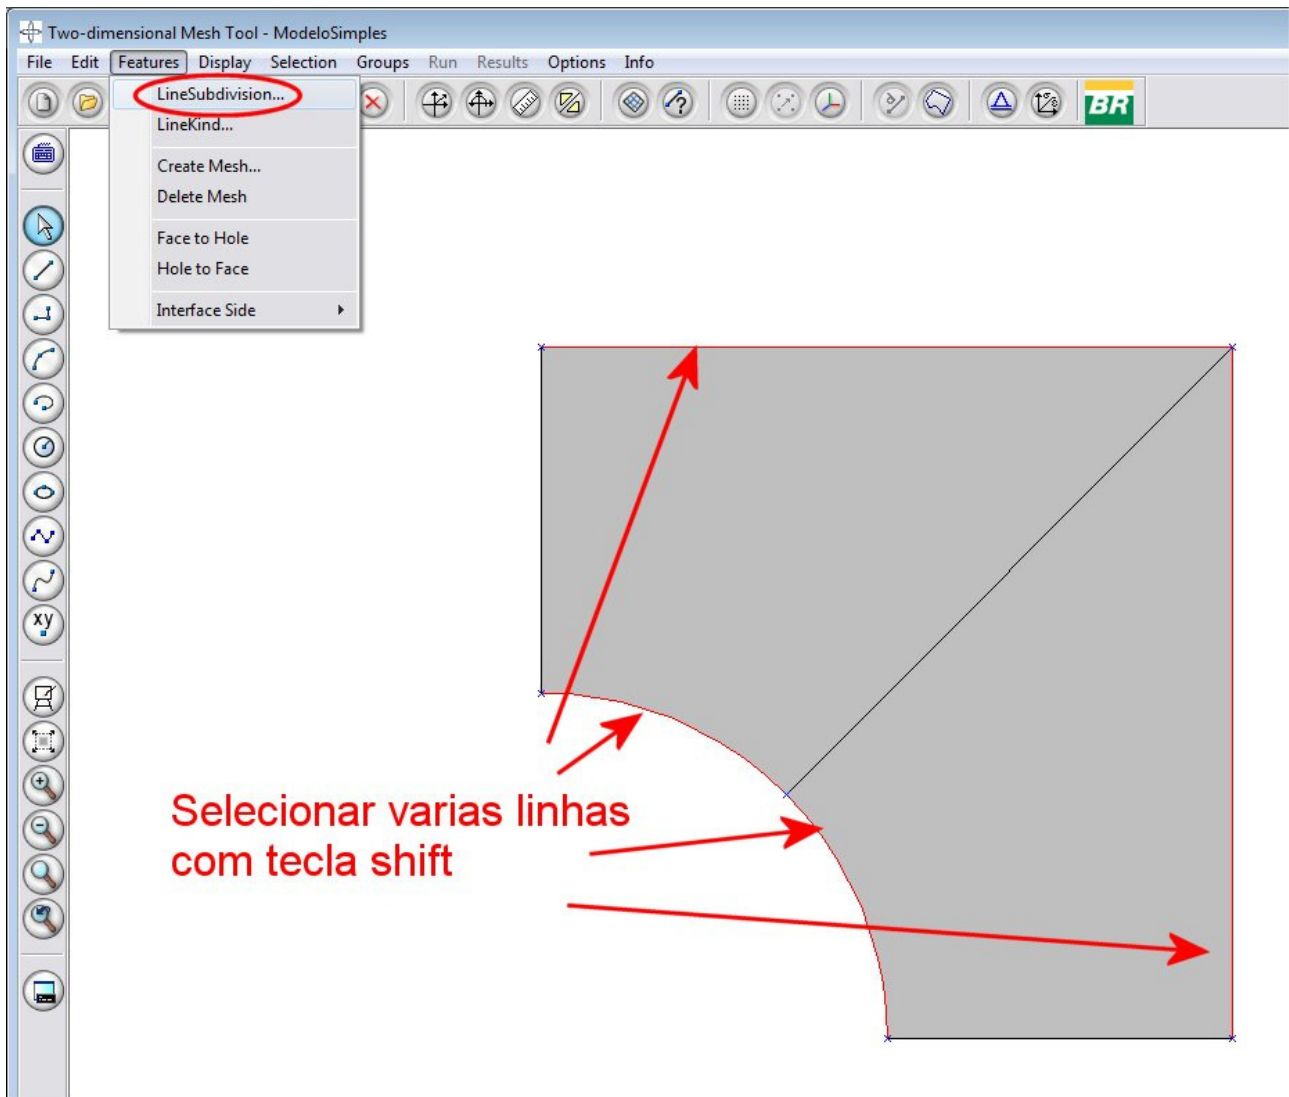 Two-dimensional Mesh Tool - ModeloSimples
File Edit Features Display Selection Groups Run Results Options Info
LineSubdivision...
LineKind...
Create Mesh...
Delete Mesh
Face to Hole
Hole to Face
Interface Side
BR
xy
Selecionar varias linhas
com tecla shift